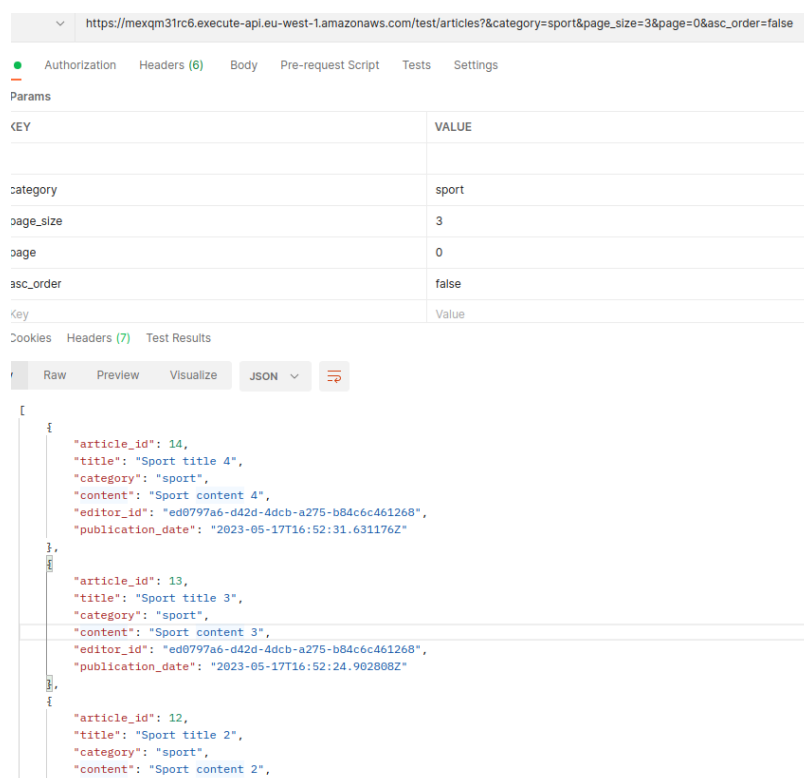 https://mexqm31rc6.execute-api.eu-west-1.amazonaws.com/test/articles?&category=sport&page_size=3&page=0&asc_order=false
Authorization Headers (6) Body Pre-request Script Tests Settings
Params
KEY VALUE
category sport
page_size 3
page 0
asc_order false
Key Value
Cookies Headers (7) Test Results
Raw Preview Visualize JSON
[
{
"article_id": 14,
"title": "Sport title 4",
"category": "sport",
"content": "Sport content 4",
"editor_id": "ed0797a6-d42d-4dcb-a275-b84c6c461268",
"publication_date": "2023-05-17T16:52:31.631176Z"
},
{
"article_id": 13,
"title": "Sport title 3",
"category": "sport",
"content": "Sport content 3",
"editor_id": "ed0797a6-d42d-4dcb-a275-b84c6c461268",
"publication_date": "2023-05-17T16:52:24.902808Z"
},
{
"article_id": 12,
"title": "Sport title 2",
"category": "sport",
"content": "Sport content 2",